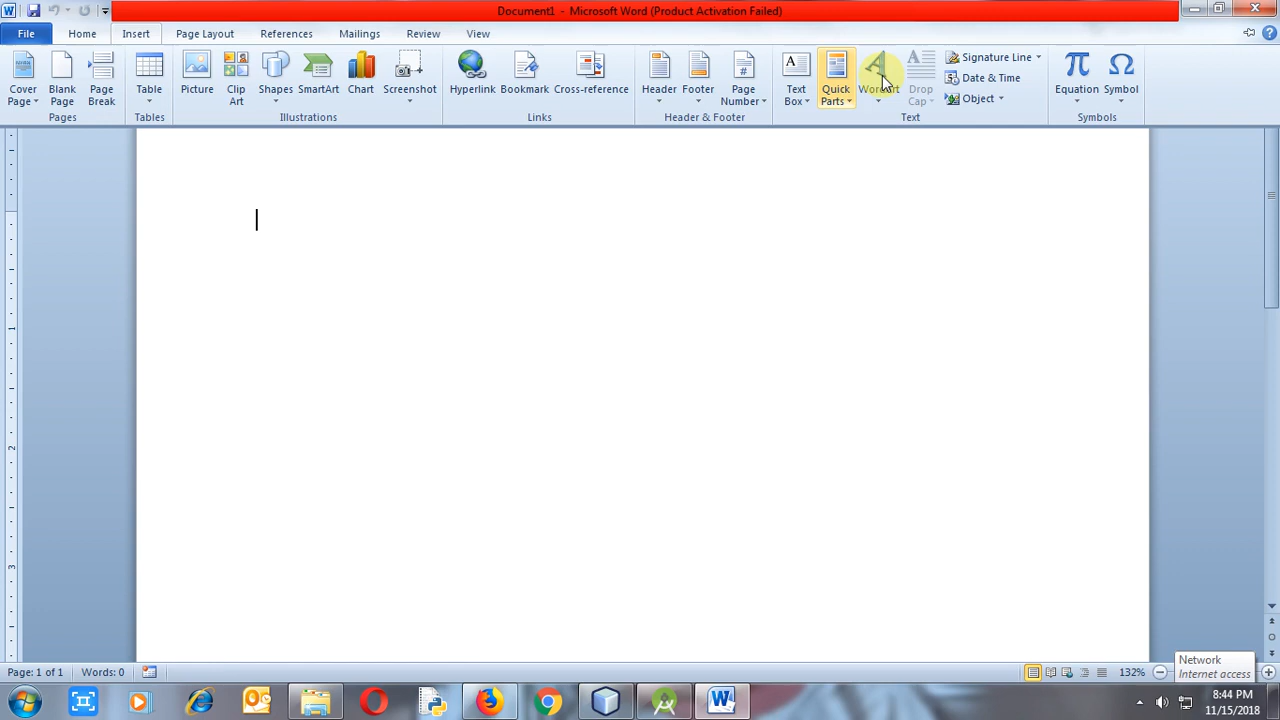 Document1 - Microsoft Word (Product Activation Failed)
File Home Insert Page Layout References Mailings Review View
Cover Page
Blank Page
Page Break
Table
Picture
Clip Art
Shapes
SmartArt
Chart
Screenshot
Hyperlink
Bookmark
Cross-reference
Header
Footer
Page Number
Text Box
Quick Parts
WordArt
Drop Cap
Signature Line
Date & Time
Object
Equation
Symbol
Pages Tables Illustrations Links Header & Footer Text Symbols
Page: 1 of 1 Words: 0 132%
Network
Internet access
8:44 PM
11/15/2018